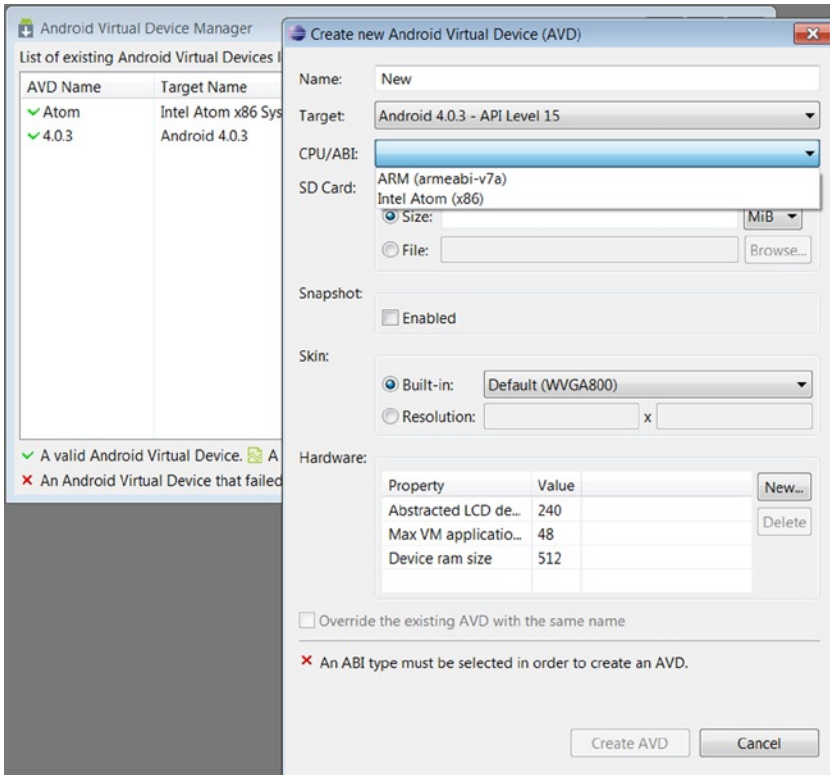 Android Virtual Device Manager
List of existing Android Virtual Devices
AVD Name Target Name
Atom Intel Atom x86 Sys
4.0.3 Android 4.0.3
A valid Android Virtual Device. A
An Android Virtual Device that failed
Create new Android Virtual Device (AVD)
Name: New
Target: Android 4.0.3 - API Level 15
CPU/ABI:
ARM (armeabi-v7a)
Intel Atom (x86)
SD Card:
Size: MiB
File: Browse...
Snapshot:
Enabled
Skin:
Built-in: Default (WVGA800)
Resolution: x
Hardware:
Property Value
Abstracted LCD de... 240
Max VM applicatio... 48
Device ram size 512
New...
Delete
Override the existing AVD with the same name
An ABI type must be selected in order to create an AVD.
Create AVD Cancel